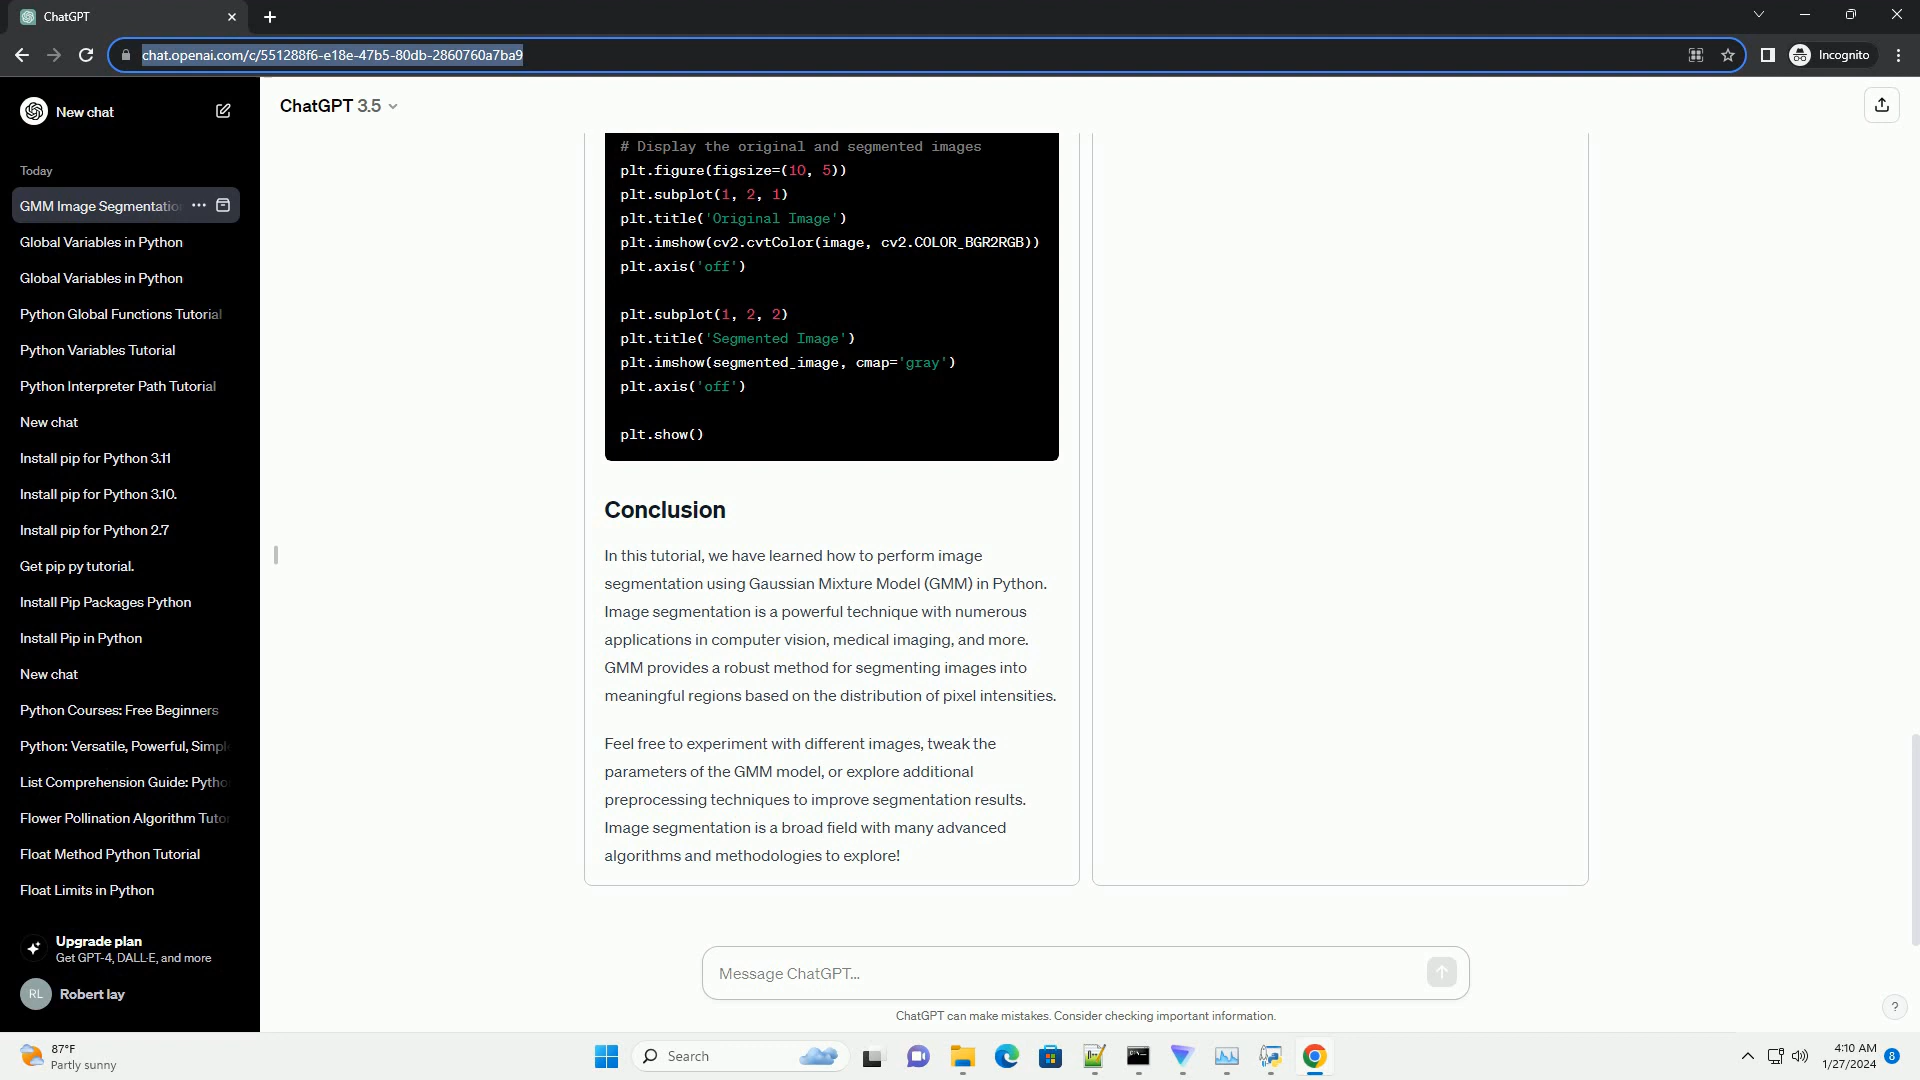 ChatGPT
chat.openai.com/c/551288f6-e18e-47b5-80db-2860760a7ba9
Incognito
New chat
ChatGPT 3.5
Today
GMM Image Segmentatio
Global Variables in Python
Global Variables in Python
Python Global Functions Tutorial
Python Variables Tutorial
Python Interpreter Path Tutorial
New chat
Install pip for Python 3.11
Install pip for Python 3.10.
Install pip for Python 2.7
Get pip py tutorial.
Install Pip Packages Python
Install Pip in Python
New chat
Python Courses: Free Beginners
Python: Versatile, Powerful, Simpl
List Comprehension Guide: Pytho
Flower Pollination Algorithm Tuto
Float Method Python Tutorial
Float Limits in Python
Upgrade plan
Get GPT-4, DALL·E, and more
RL
Robert lay
# Display the original and segmented images
plt.figure(figsize=(10, 5))
plt.subplot(1, 2, 1)
plt.title('Original Image')
plt.imshow(cv2.cvtColor(image, cv2.COLOR_BGR2RGB))
plt.axis('off')
plt.subplot(1, 2, 2)
plt.title('Segmented Image')
plt.imshow(segmented_image, cmap='gray')
plt.axis('off')
plt.show()
Conclusion
In this tutorial, we have learned how to perform image
segmentation using Gaussian Mixture Model (GMM) in Python.
Image segmentation is a powerful technique with numerous
applications in computer vision, medical imaging, and more.
GMM provides a robust method for segmenting images into
meaningful regions based on the distribution of pixel intensities.
Feel free to experiment with different images, tweak the
parameters of the GMM model, or explore additional
preprocessing techniques to improve segmentation results.
Image segmentation is a broad field with many advanced
algorithms and methodologies to explore!
Message ChatGPT...
ChatGPT can make mistakes. Consider checking important information.
?
87°F
Partly sunny
Search
4:10 AM
1/27/2024
8